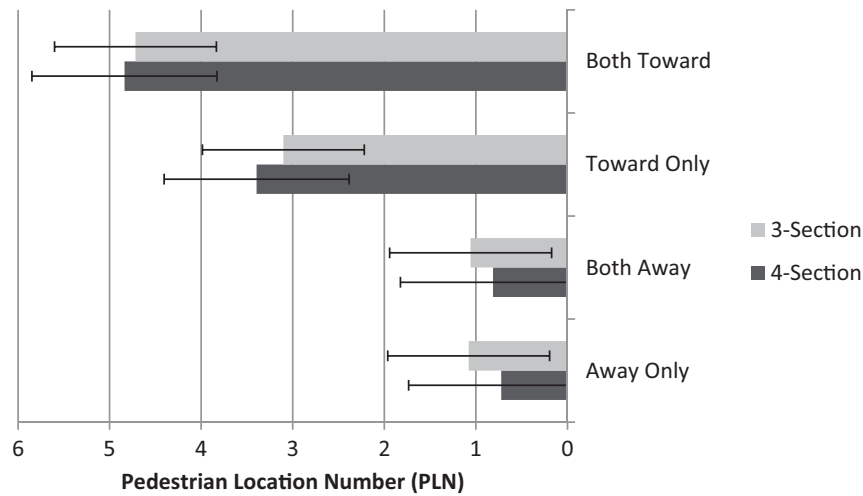 Both Toward
Toward Only
Both Away
Away Only
3-Section
4-Section
6 5 4 3 2 1 0
Pedestrian Location Number (PLN)